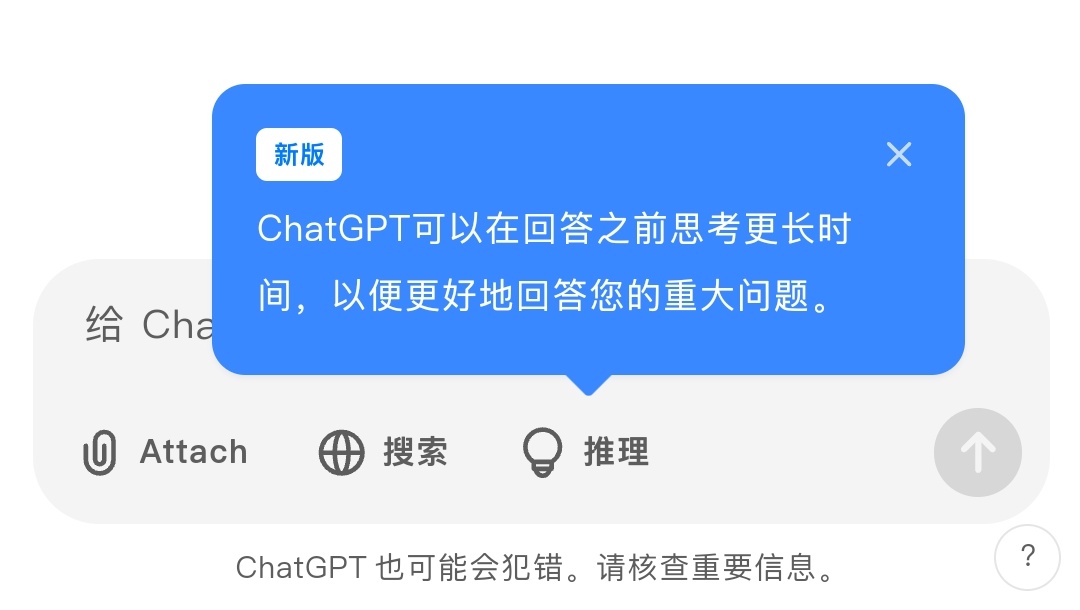 新版
ChatGPT可以在回答之前思考更长时
间，以便更好地回答您的重大问题。
给 Cha
Attach 搜索 推理
ChatGPT 也可能会犯错。请核查重要信息。
?